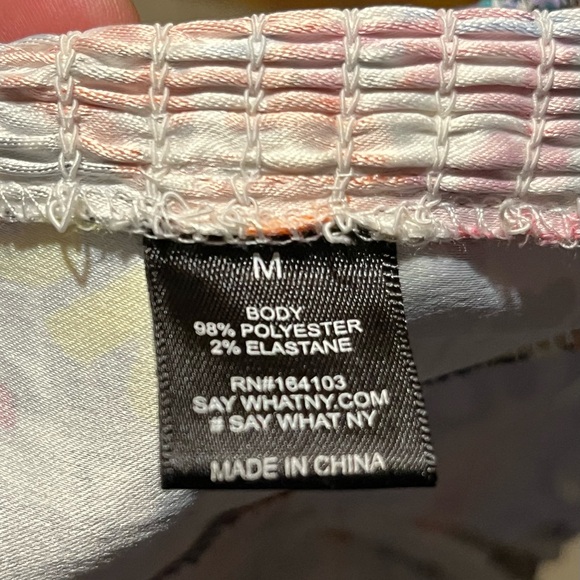 M
BODY
98% POLYESTER
2% ELASTANE
RN#164103
SAY WHATNY.COM
# SAY WHAT NY
MADE IN CHINA